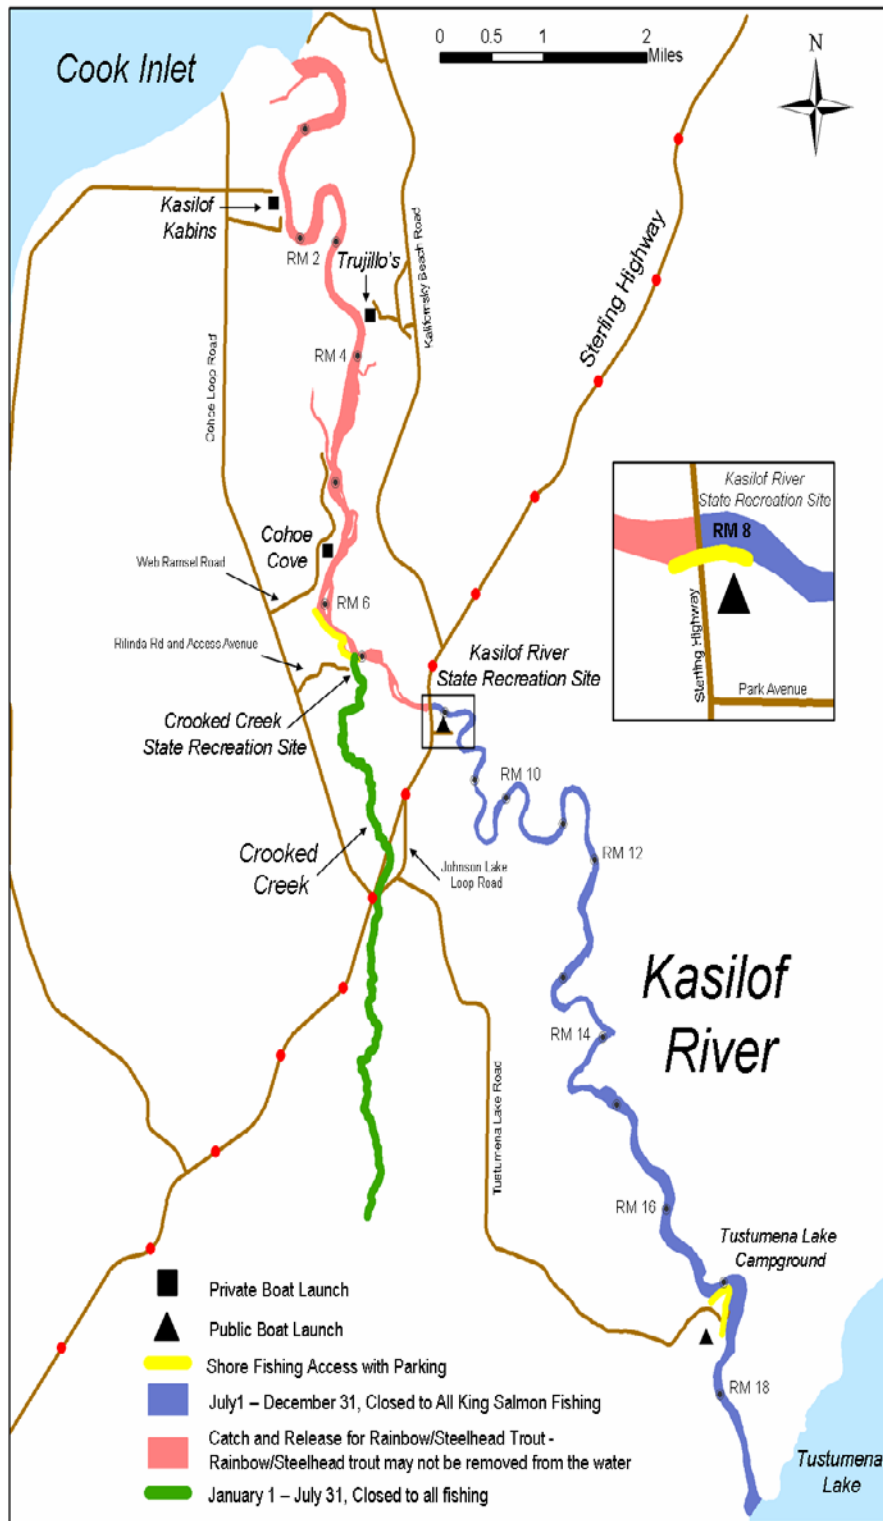 Cook Inlet
0 0.5 1 2
Miles
N
Kasilof
Kabins
RM 2
Trujillo's
Kalifornsky Beach Road
Sterling Highway
RM 4
Cohoe Loop Road
Kasilof River
State Recreation Site
RM 8
Sterling Highway
Park Avenue
Cohoe
Cove
Web Ramsel Road
RM 6
Rilinda Rd and Access Avenue
Kasilof River
State Recreation Site
Crooked Creek
State Recreation Site
RM 10
RM 12
Crooked
Creek
Johnson Lake
Loop Road
Kasilof
River
RM 14
Tustumena Lake Road
RM 16
Tustumena Lake
Campground
RM 18
Tustumena
Lake
Private Boat Launch
Public Boat Launch
Shore Fishing Access with Parking
July1 – December 31, Closed to All King Salmon Fishing
Catch and Release for Rainbow/Steelhead Trout -
Rainbow/Steelhead trout may not be removed from the water
January 1 – July 31, Closed to all fishing